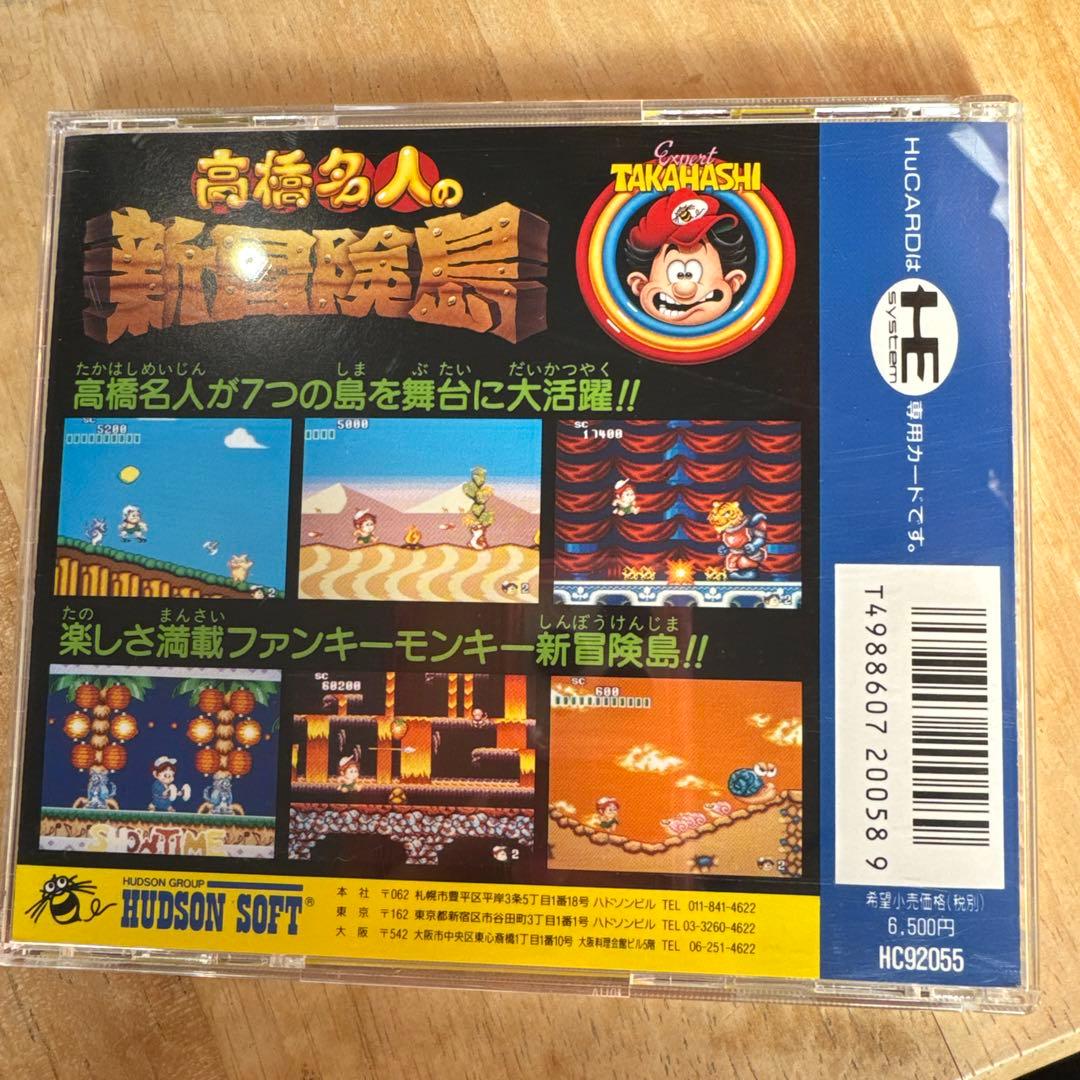 高橋名人の
新冒険島
Expert
TAKAHASHI
たかはしめいじん しま ぶたい だいかつやく
高橋名人が7つの島を舞台に大活躍!!
SC
5200
5000
SC
17400
2
2
2
たの まんさい しんぼうけんじま
楽しさ満載ファンキーモンキー新冒険島!!
SHOWTIME
SC
60200
2
SC
600
2
HUDSON GROUP
HUDSON SOFT®
本 社 〒062 札幌市豊平区平岸3条5丁目1番18号 ハドソンビル TEL 011-841-4622
東 京 〒162 東京都新宿区市谷田町3丁目1番1号 ハドソンビル TEL 03-3260-4622
大 阪 〒542 大阪市中央区東心斎橋1丁目1番10号 大阪料理会館ビル5階 TEL 06-251-4622
HuCARDは HE system 専用カードです。
T4988607 20058 9
希望小売価格(税別)
6,500円
HC92055